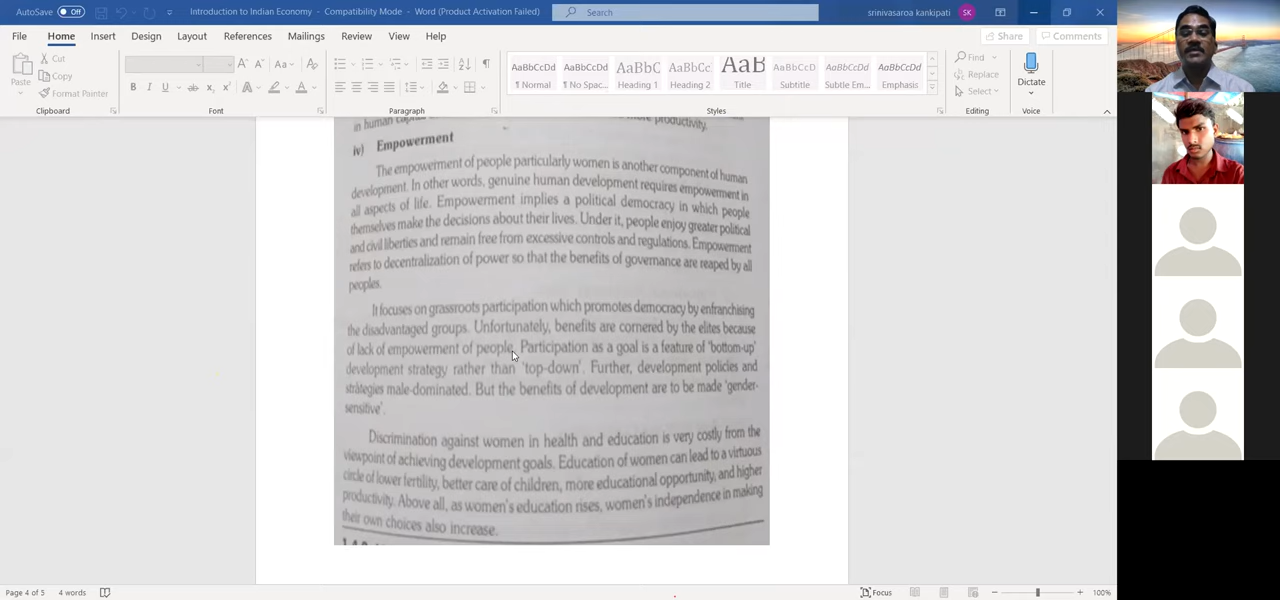 AutoSave Off
Introduction to Indian Economy - Compatibility Mode - Word (Product Activation Failed)
Search
srinivasaroa kankipati SK
File Home Insert Design Layout References Mailings Review View Help
Share Comments
Paste
Cut
Copy
Format Painter
Clipboard
Aa
B I U ab x x A A
Font
Paragraph
AaBbCcDd AaBbCcDd AaBbC AaBbCc AaB AaBbCcD AaBbCcDd AaBbCcDd
¶ Normal ¶ No Spac... Heading 1 Heading 2 Title Subtitle Subtle Em... Emphasis
Styles
Find
Replace
Select
Editing
Dictate
Voice
in human capital more productivity.
iv) Empowerment
The empowerment of people particularly women is another component of human
development. In other words, genuine human development requires empowerment in
all aspects of life. Empowerment implies a political democracy in which people
themselves make the decisions about their lives. Under it, people enjoy greater political
and civil liberties and remain free from excessive controls and regulations. Empowerment
refers to decentralization of power so that the benefits of governance are reaped by all
peoples.
It focuses on grassroots participation which promotes democracy by enfranchising
the disadvantaged groups. Unfortunately, benefits are cornered by the elites because
of lack of empowerment of people. Participation as a goal is a feature of 'bottom-up'
development strategy rather than 'top-down'. Further, development policies and
strategies male-dominated. But the benefits of development are to be made 'gender-
sensitive'.
Discrimination against women in health and education is very costly from the
viewpoint of achieving development goals. Education of women can lead to a virtuous
circle of lower fertility, better care of children, more educational opportunity, and higher
productivity. Above all, as women's education rises, women's independence in making
their own choices also increase.
Page 4 of 5 4 words
Focus
100%